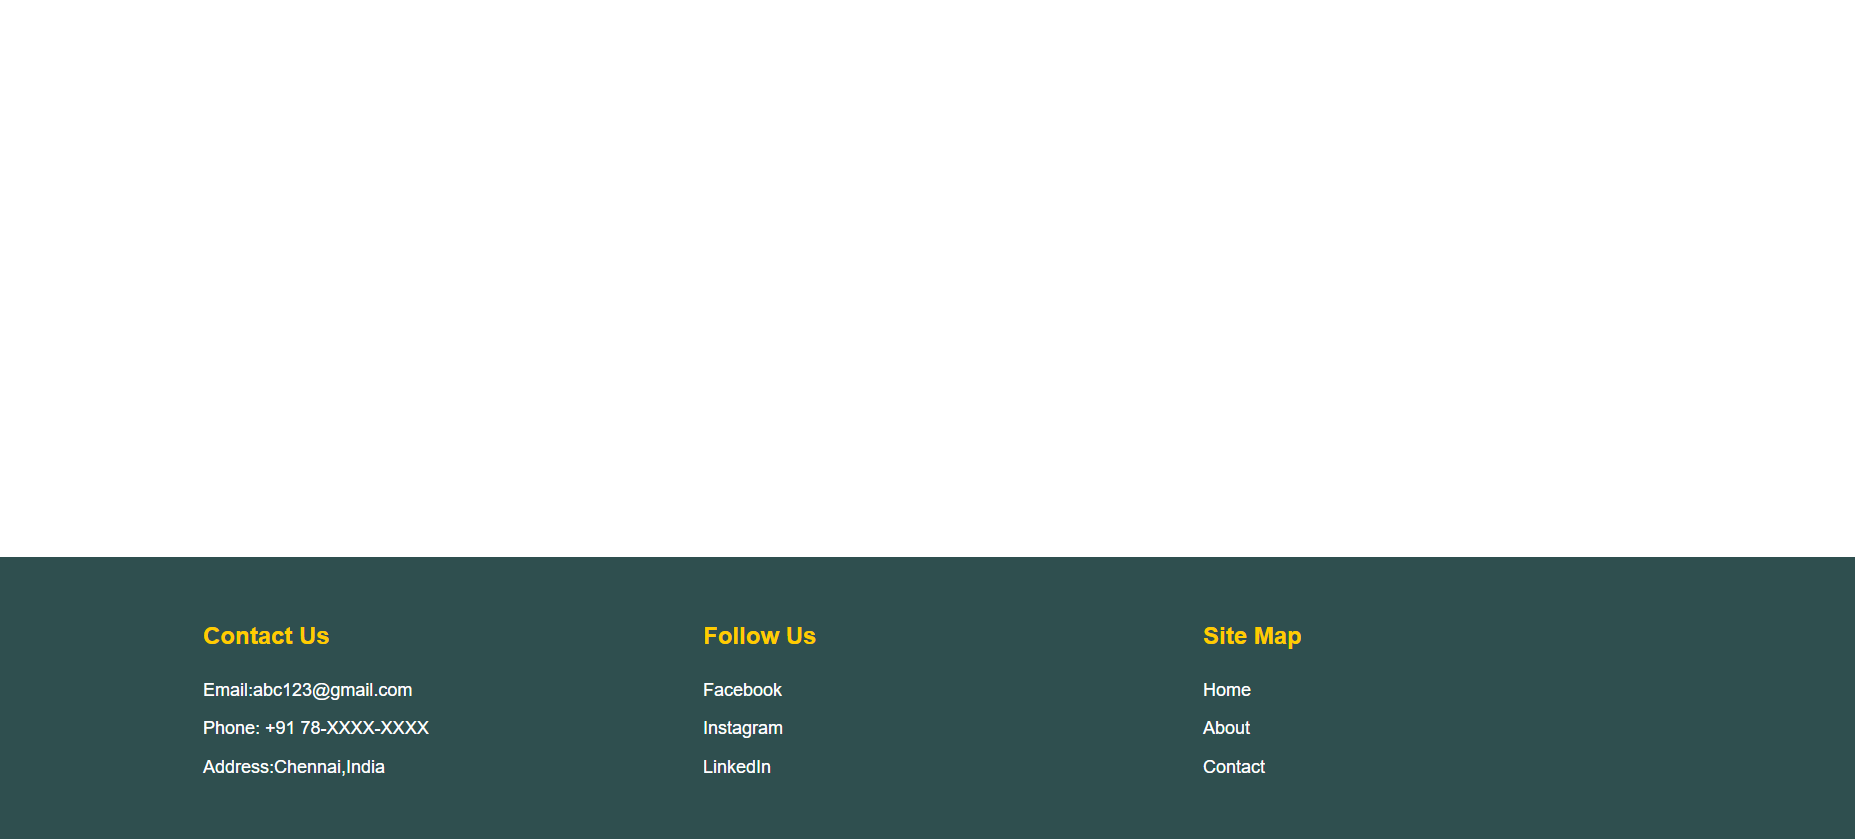 Contact Us
Email:abc123@gmail.com
Phone: +91 78-XXXX-XXXX
Address:Chennai,India
Follow Us
Facebook
Instagram
LinkedIn
Site Map
Home
About
Contact